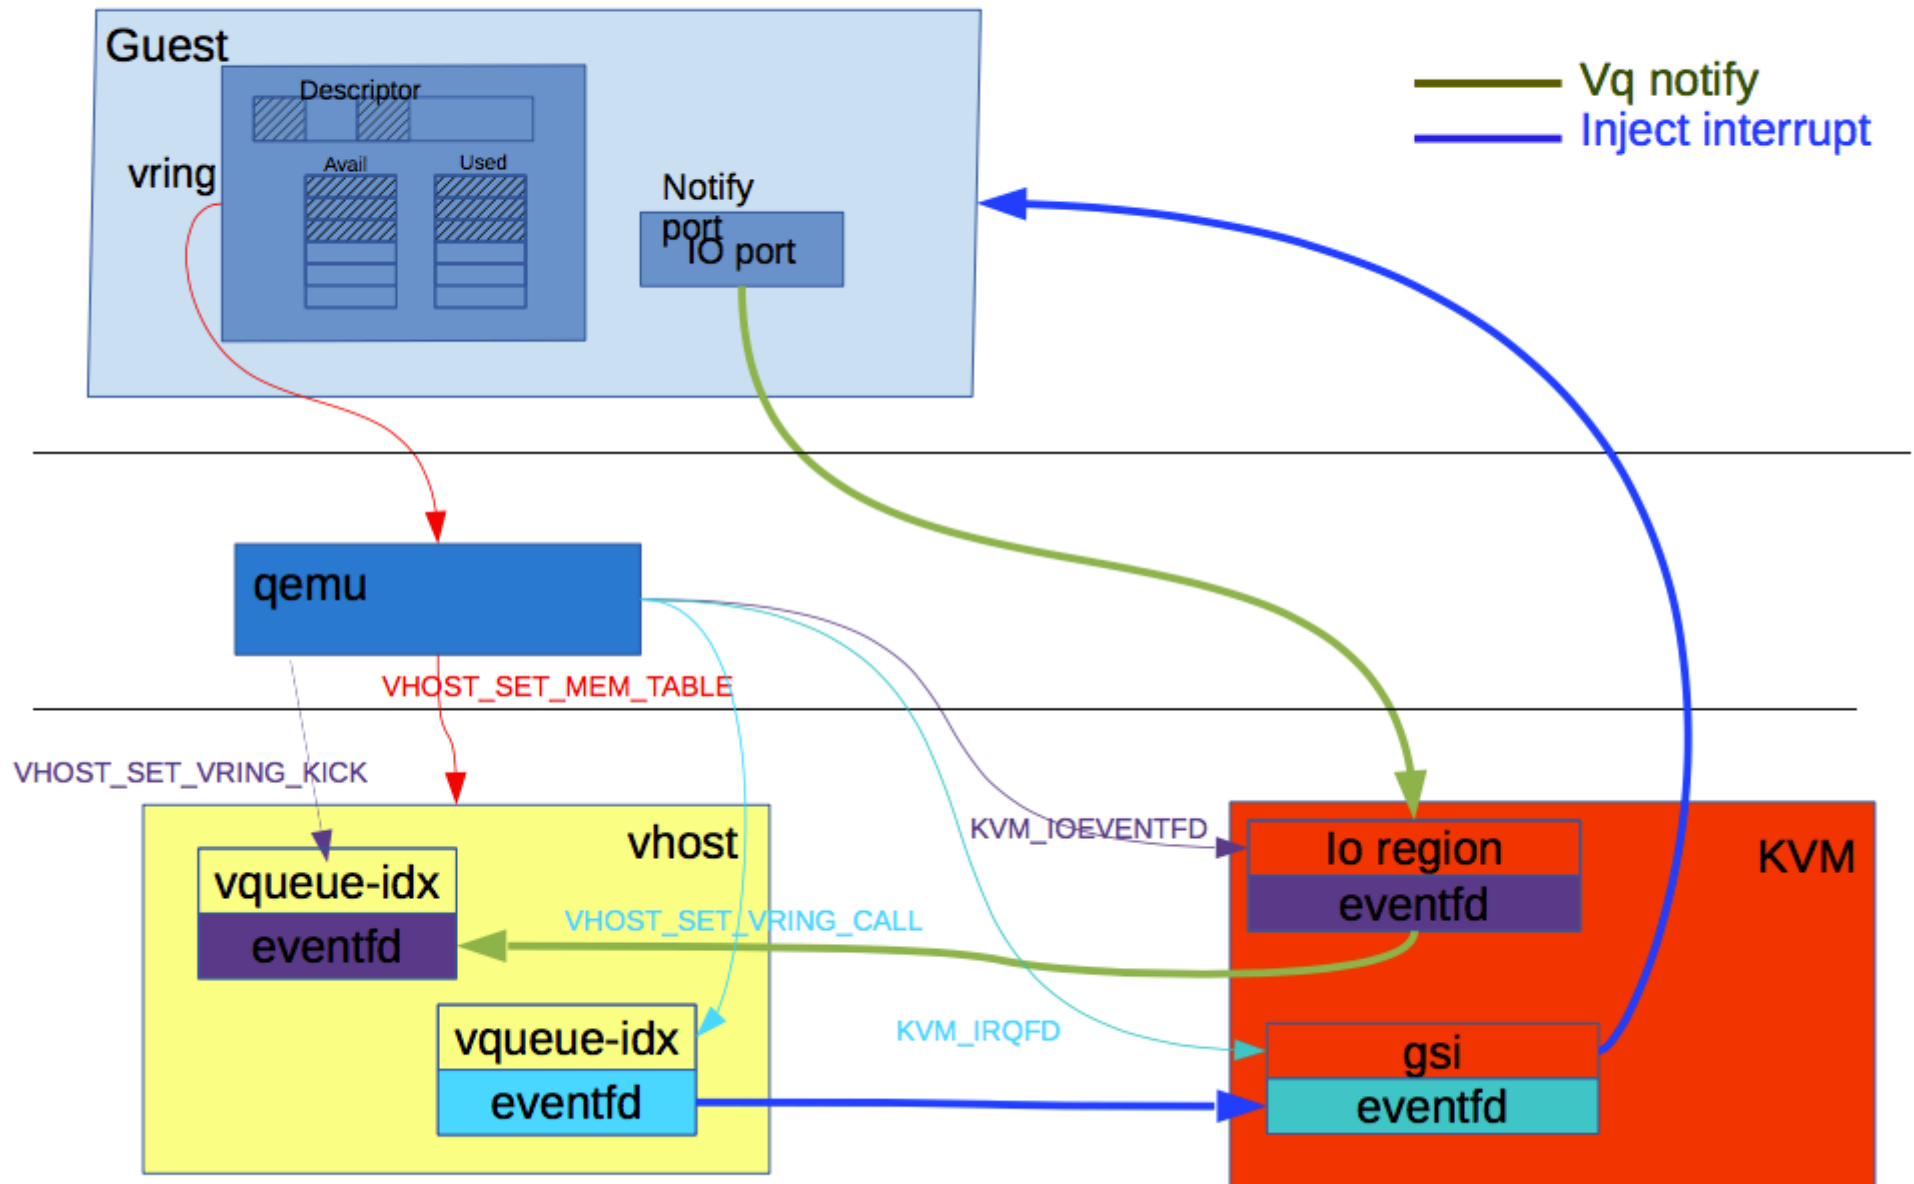 Guest
Descriptor
vring
Avail
Used
Notify
port
IO port
Vq notify
Inject interrupt
qemu
VHOST_SET_MEM_TABLE
VHOST_SET_VRING_KICK
vhost
vqueue-idx
eventfd
VHOST_SET_VRING_CALL
vqueue-idx
eventfd
KVM_IOEVENTFD
KVM_IRQFD
Io region
eventfd
KVM
gsi
eventfd